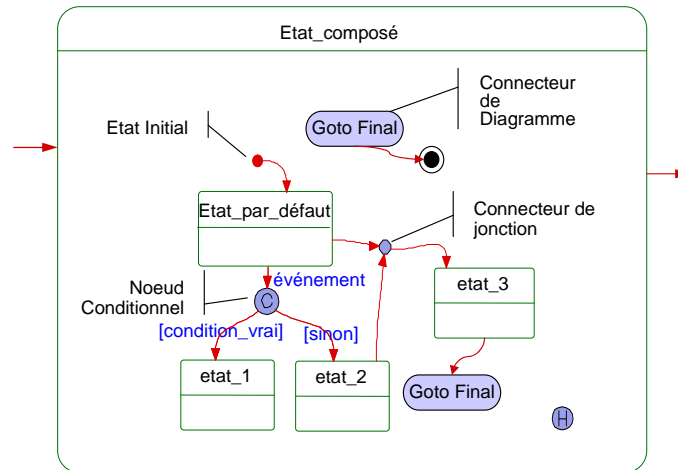 Etat_composé
Connecteur
de
Diagramme
Etat Initial
Goto Final
Etat_par_défaut
Connecteur de
jonction
Noeud
Conditionnel
événement
C
etat_3
[condition_vrai]
[sinon]
etat_1
etat_2
Goto Final
H